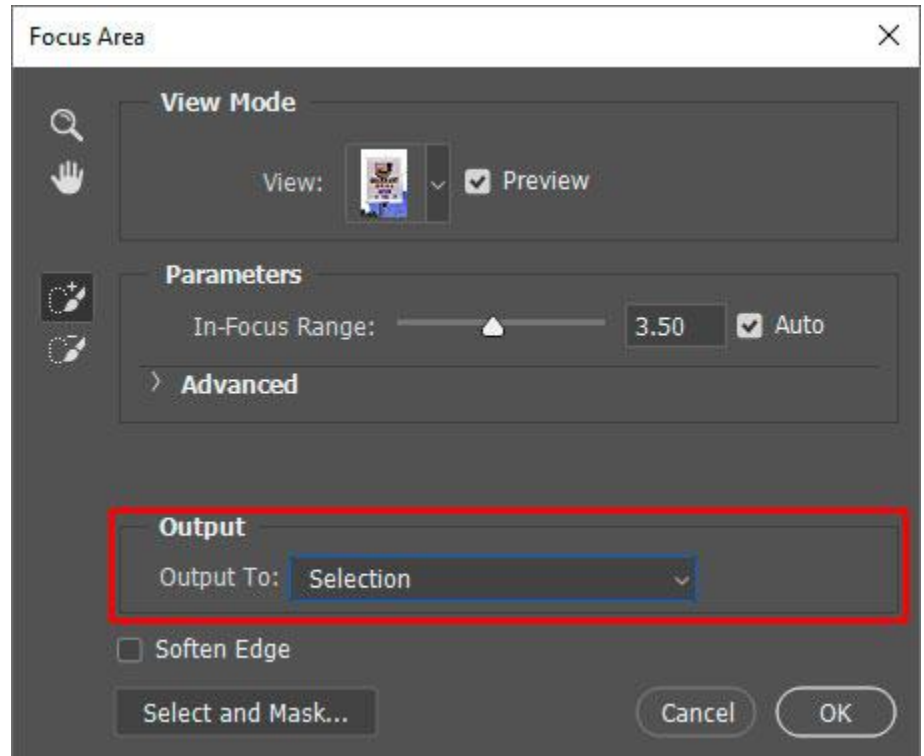 Focus Area
View Mode
View:
Preview
Parameters
In-Focus Range:
3.50
Auto
Advanced
Output
Output To:
Selection
Soften Edge
Select and Mask...
Cancel
OK